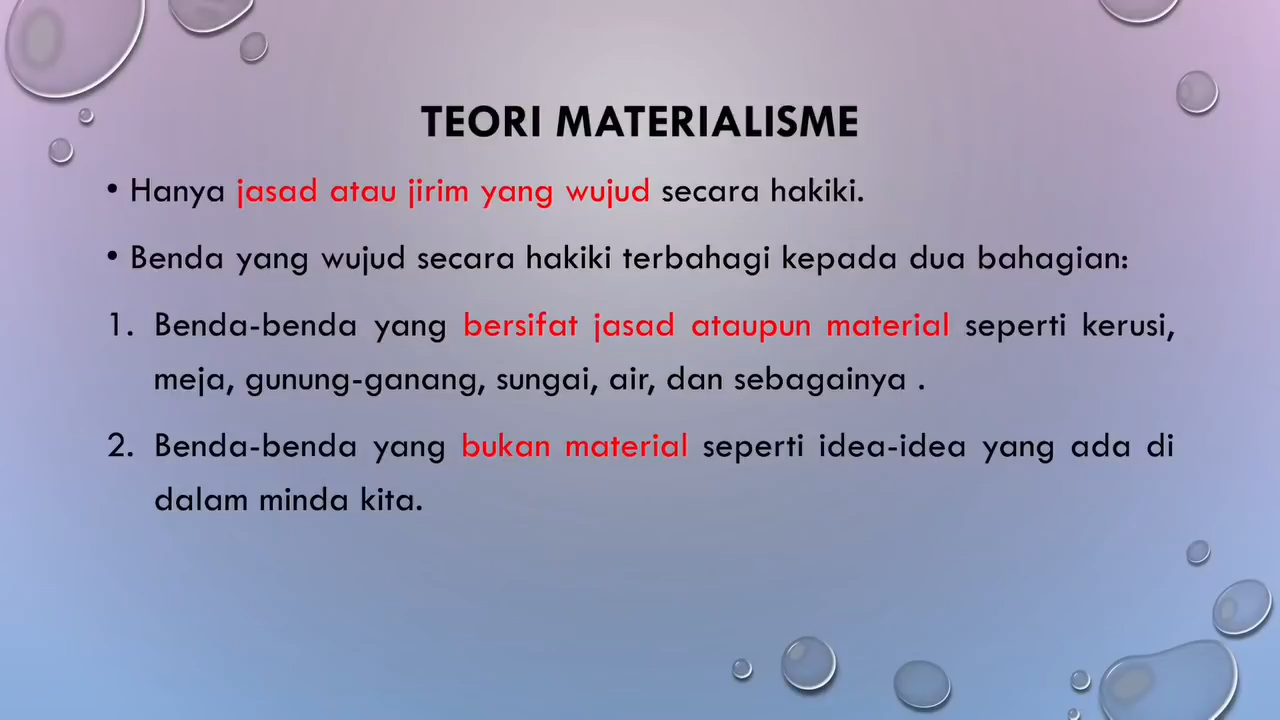 TEORI MATERIALISME
• Hanya jasad atau jirim yang wujud secara hakiki.
• Benda yang wujud secara hakiki terbahagi kepada dua bahagian:
1. Benda-benda yang bersifat jasad ataupun material seperti kerusi,
meja, gunung-ganang, sungai, air, dan sebagainya .
2. Benda-benda yang bukan material seperti idea-idea yang ada di
dalam minda kita.